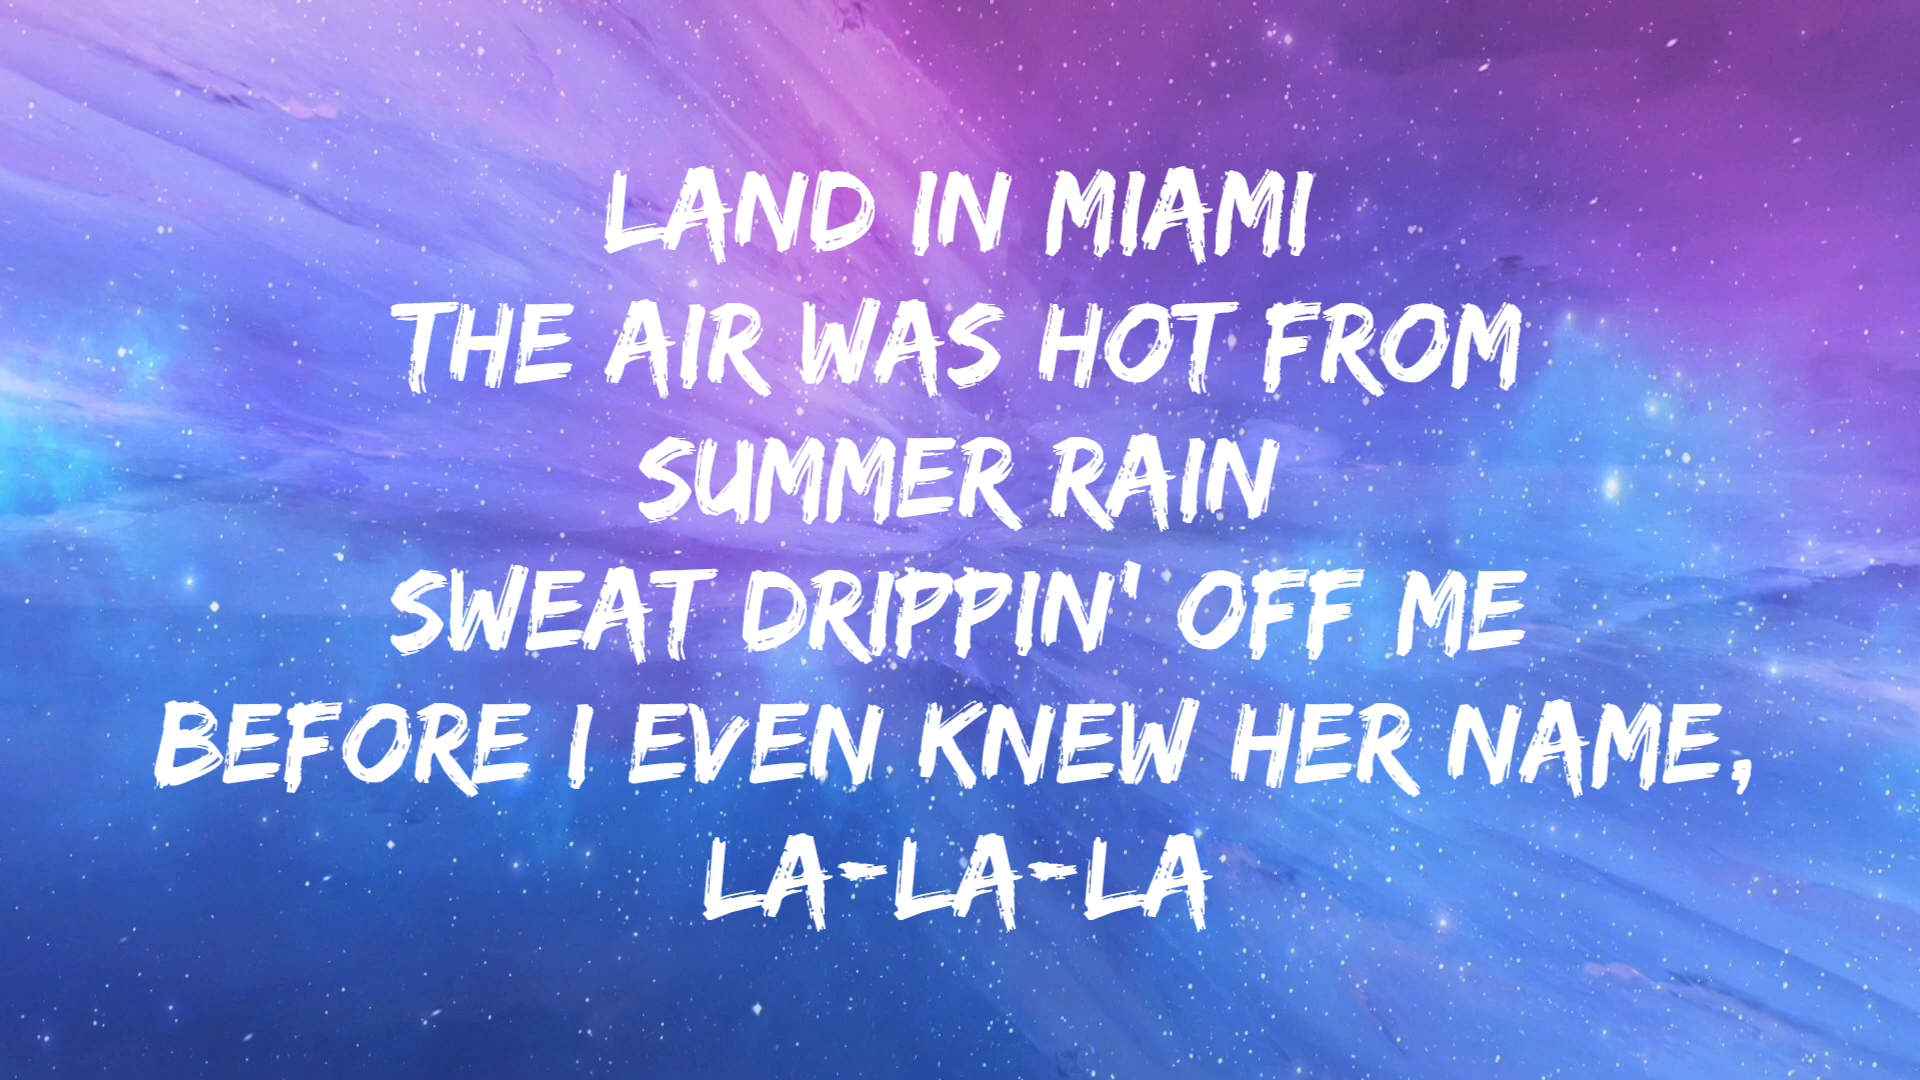 LAND IN MIAMI
THE AIR WAS HOT FROM
SUMMER RAIN
SWEAT DRIPPIN' OFF ME
BEFORE I EVEN KNEW HER NAME,
LA-LA-LA